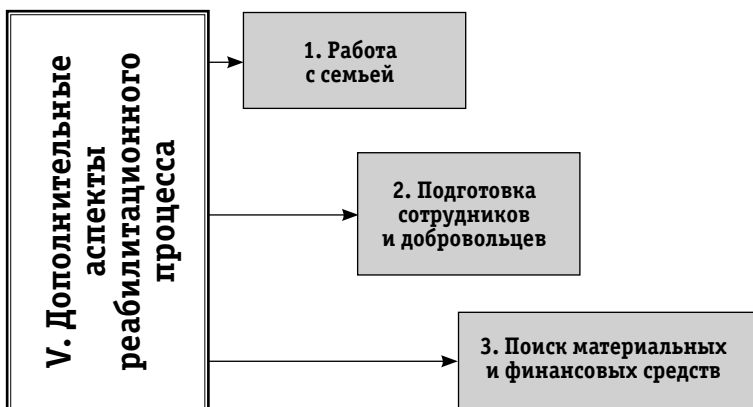 V. Дополнительные
аспекты
реабилитационного
процесса
1. Работа
с семьей
2. Подготовка
сотрудников
и добровольцев
3. Поиск материальных
и финансовых средств